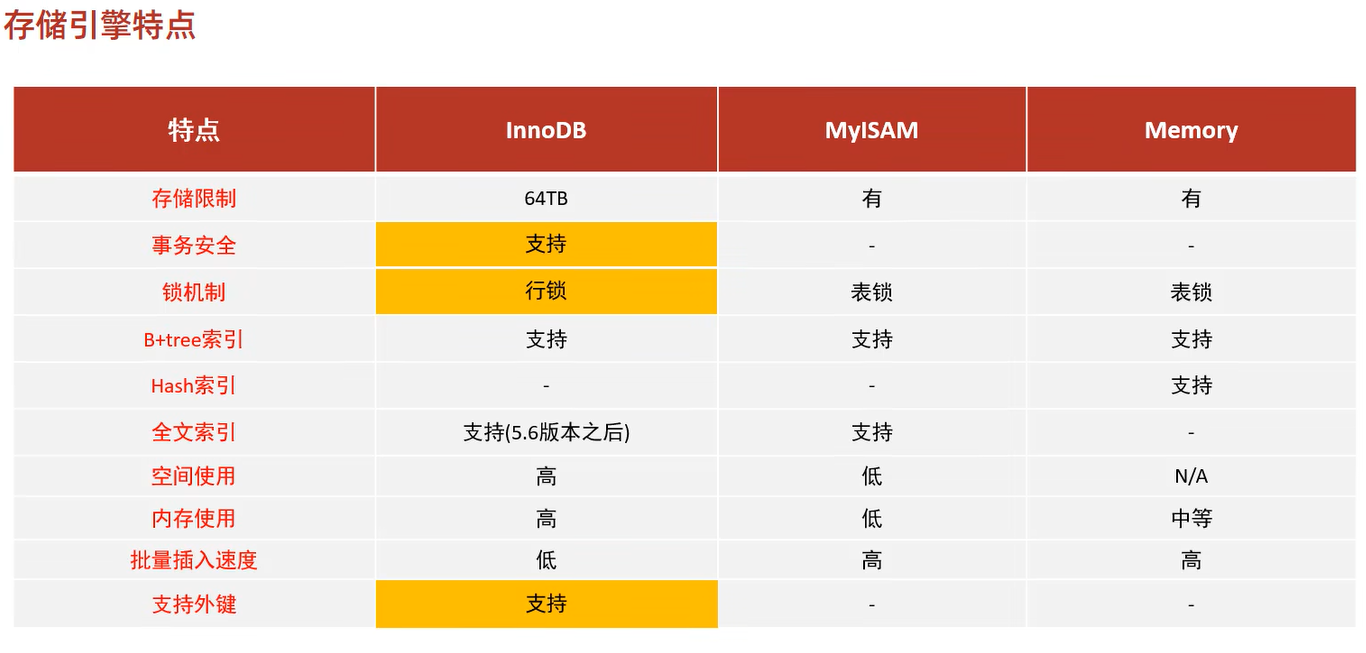 存储引擎特点
特点 InnoDB MyISAM Memory
存储限制 64TB 有 有
事务安全 支持 - -
锁机制 行锁 表锁 表锁
B+tree索引 支持 支持 支持
Hash索引 - - 支持
全文索引 支持(5.6版本之后) 支持 -
空间使用 高 低 N/A
内存使用 高 低 中等
批量插入速度 低 高 高
支持外键 支持 - -